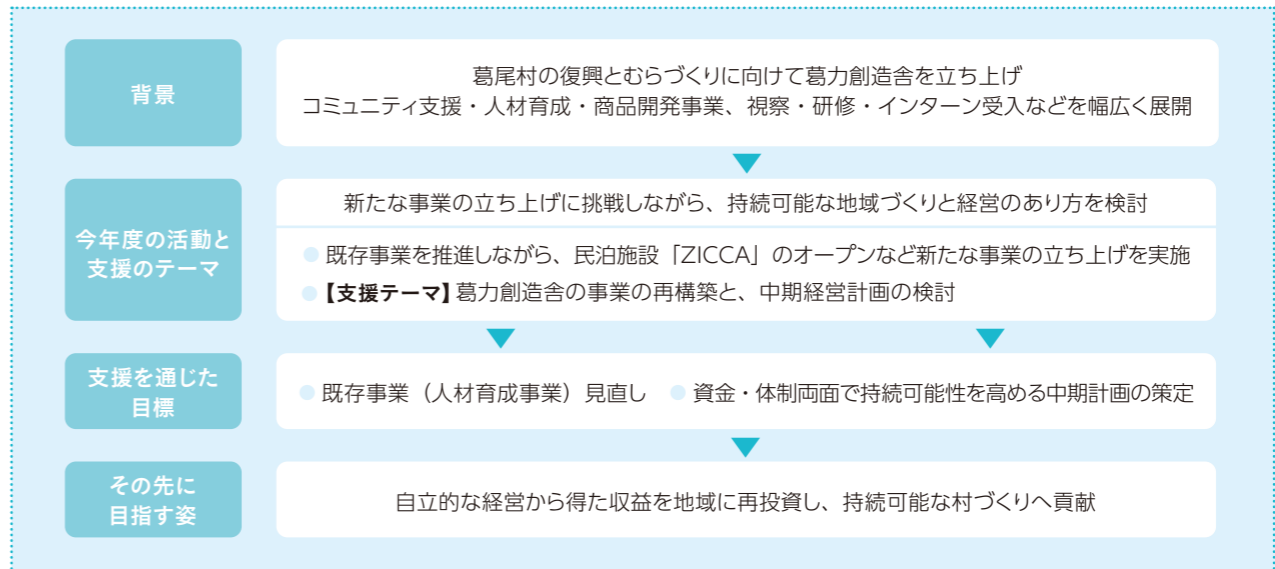 背景
葛尾村の復興とむらづくりに向けて葛力創造舎を立ち上げ
コミュニティ支援・人材育成・商品開発事業、視察・研修・インターン受入などを幅広く展開
今年度の活動と
支援のテーマ
新たな事業の立ち上げに挑戦しながら、持続可能な地域づくりと経営のあり方を検討
既存事業を推進しながら、民泊施設「ZICCA」のオープンなど新たな事業の立ち上げを実施
【支援テーマ】葛力創造舎の事業の再構築と、中期経営計画の検討
支援を通じた
目標
既存事業（人材育成事業）見直し 資金・体制両面で持続可能性を高める中期計画の策定
その先に
目指す姿
自立的な経営から得た収益を地域に再投資し、持続可能な村づくりへ貢献